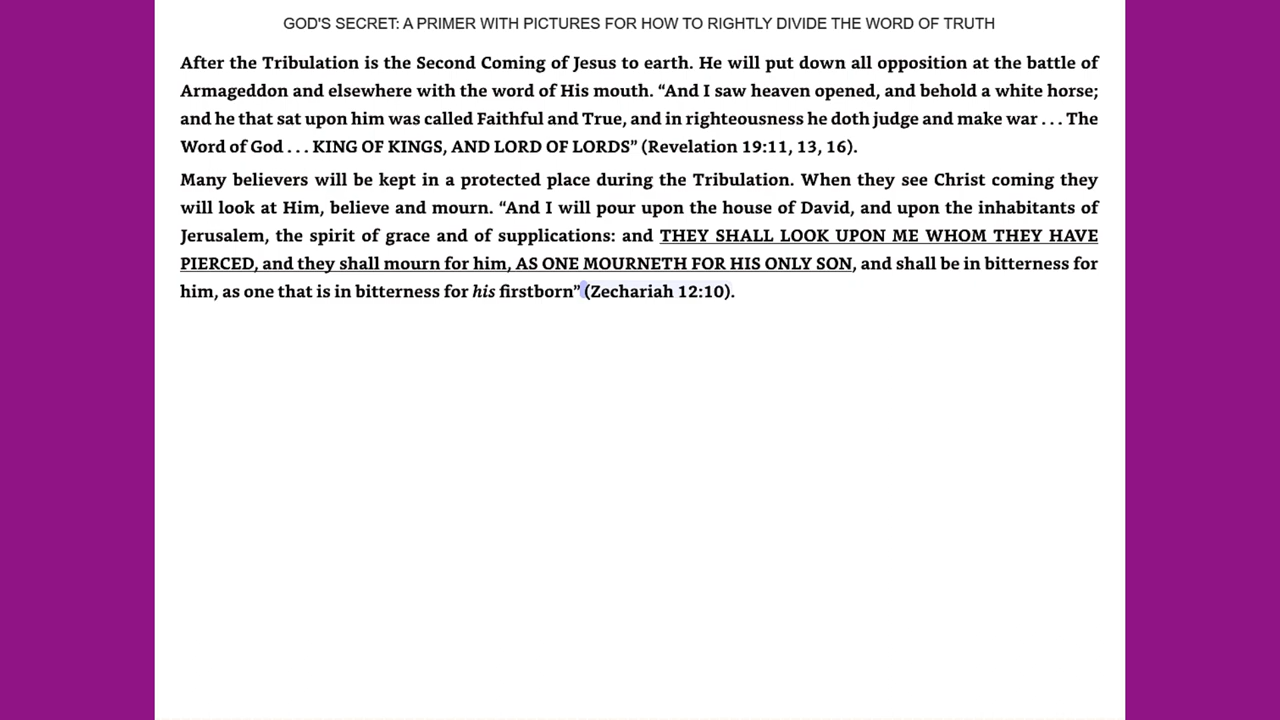 GOD'S SECRET: A PRIMER WITH PICTURES FOR HOW TO RIGHTLY DIVIDE THE WORD OF TRUTH
After the Tribulation is the Second Coming of Jesus to earth. He will put down all opposition at the battle of
Armageddon and elsewhere with the word of His mouth. “And I saw heaven opened, and behold a white horse;
and he that sat upon him was called Faithful and True, and in righteousness he doth judge and make war . . . The
Word of God . . . KING OF KINGS, AND LORD OF LORDS” (Revelation 19:11, 13, 16).
Many believers will be kept in a protected place during the Tribulation. When they see Christ coming they
will look at Him, believe and mourn. “And I will pour upon the house of David, and upon the inhabitants of
Jerusalem, the spirit of grace and of supplications: and THEY SHALL LOOK UPON ME WHOM THEY HAVE
PIERCED, and they shall mourn for him, AS ONE MOURNETH FOR HIS ONLY SON, and shall be in bitterness for
him, as one that is in bitterness for his firstborn” (Zechariah 12:10).